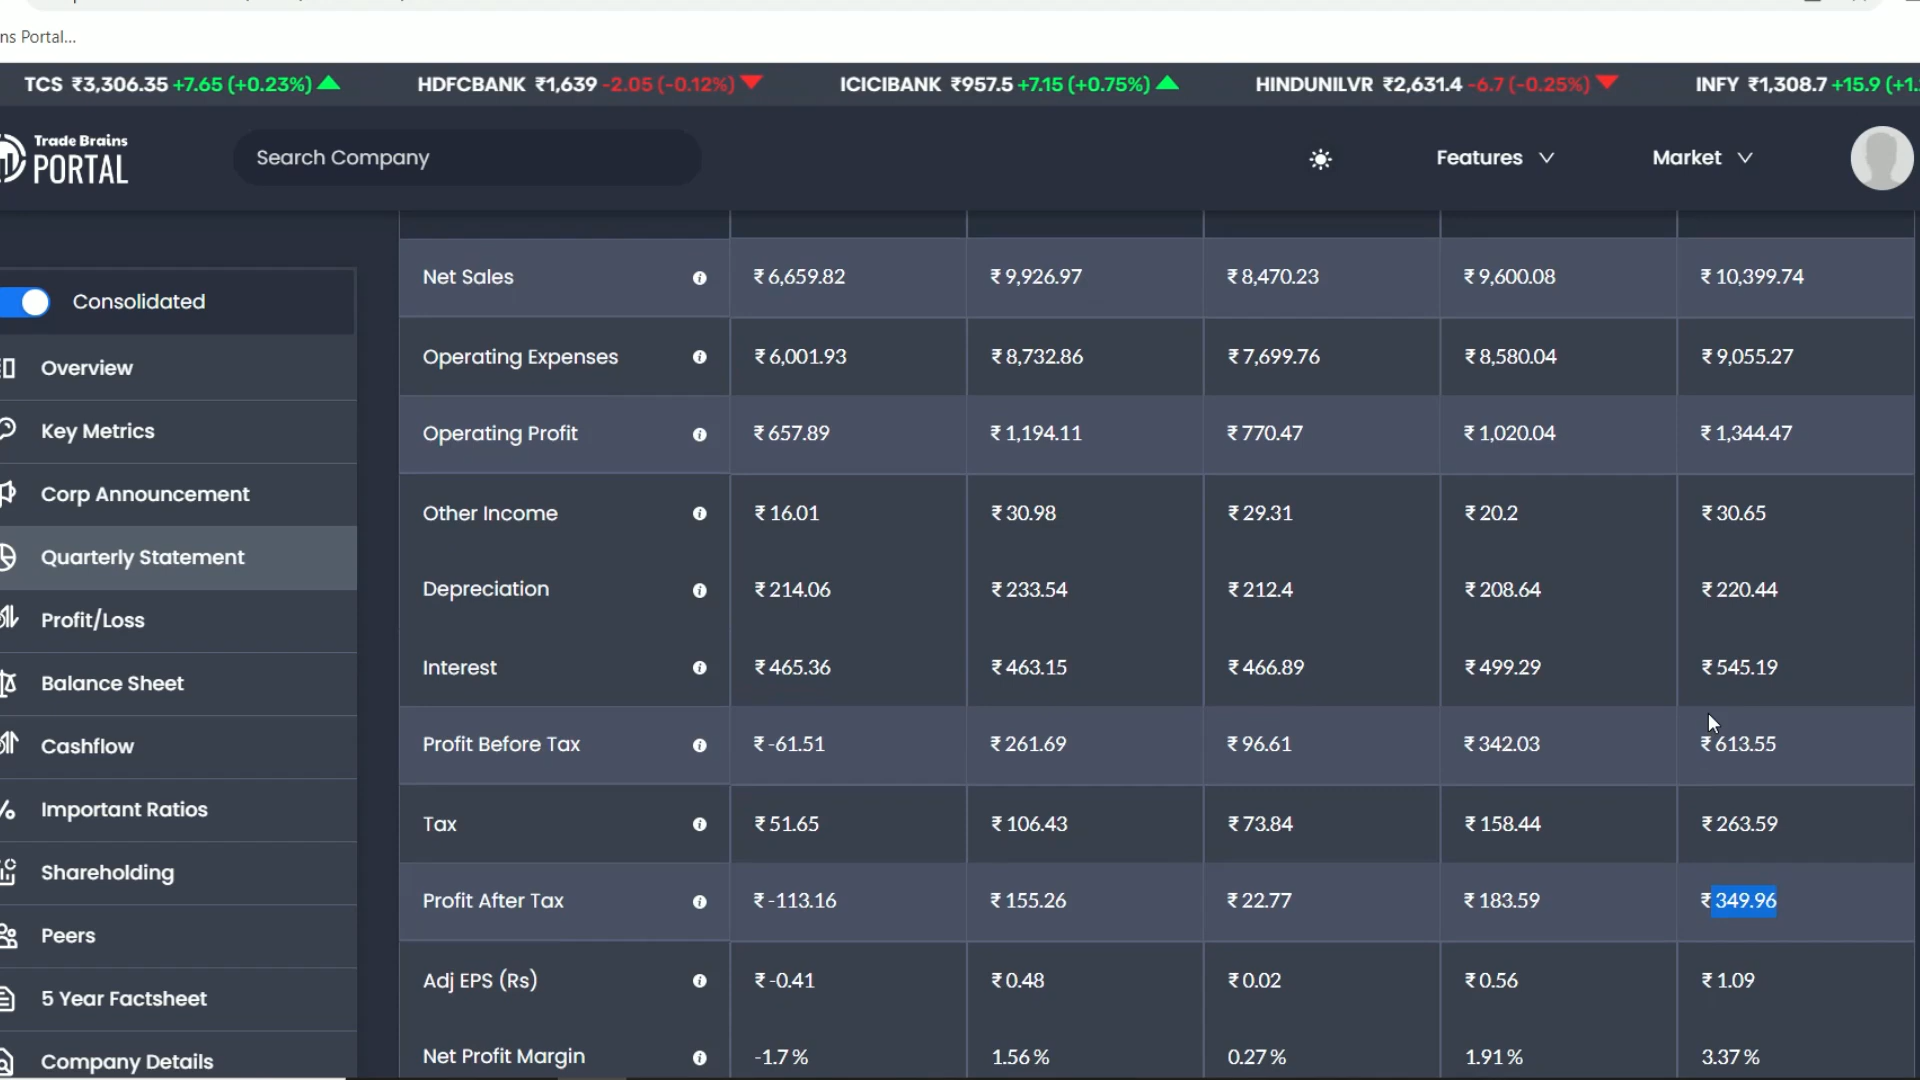 ns Portal...
TCS ₹3,306.35 +7.65 (+0.23%) HDFCBANK ₹1,639 -2.05 (-0.12%) ICICIBANK ₹957.5 +7.15 (+0.75%) HINDUNILVR ₹2,631.4 -6.7 (-0.25%) INFY ₹1,308.7 +15.9 (+1.
Trade Brains
PORTAL
Search Company
Features
Market
Consolidated
Overview
Key Metrics
Corp Announcement
Quarterly Statement
Profit/Loss
Balance Sheet
Cashflow
Important Ratios
Shareholding
Peers
5 Year Factsheet
Company Details
Net Sales ₹ 6,659.82 ₹ 9,926.97 ₹ 8,470.23 ₹ 9,600.08 ₹ 10,399.74
Operating Expenses ₹ 6,001.93 ₹ 8,732.86 ₹ 7,699.76 ₹ 8,580.04 ₹ 9,055.27
Operating Profit ₹ 657.89 ₹ 1,194.11 ₹ 770.47 ₹ 1,020.04 ₹ 1,344.47
Other Income ₹ 16.01 ₹ 30.98 ₹ 29.31 ₹ 20.2 ₹ 30.65
Depreciation ₹ 214.06 ₹ 233.54 ₹ 212.4 ₹ 208.64 ₹ 220.44
Interest ₹ 465.36 ₹ 463.15 ₹ 466.89 ₹ 499.29 ₹ 545.19
Profit Before Tax ₹ -61.51 ₹ 261.69 ₹ 96.61 ₹ 342.03 ₹ 613.55
Tax ₹ 51.65 ₹ 106.43 ₹ 73.84 ₹ 158.44 ₹ 263.59
Profit After Tax ₹ -113.16 ₹ 155.26 ₹ 22.77 ₹ 183.59 ₹ 349.96
Adj EPS (Rs) ₹ -0.41 ₹ 0.48 ₹ 0.02 ₹ 0.56 ₹ 1.09
Net Profit Margin -1.7 % 1.56 % 0.27 % 1.91 % 3.37 %